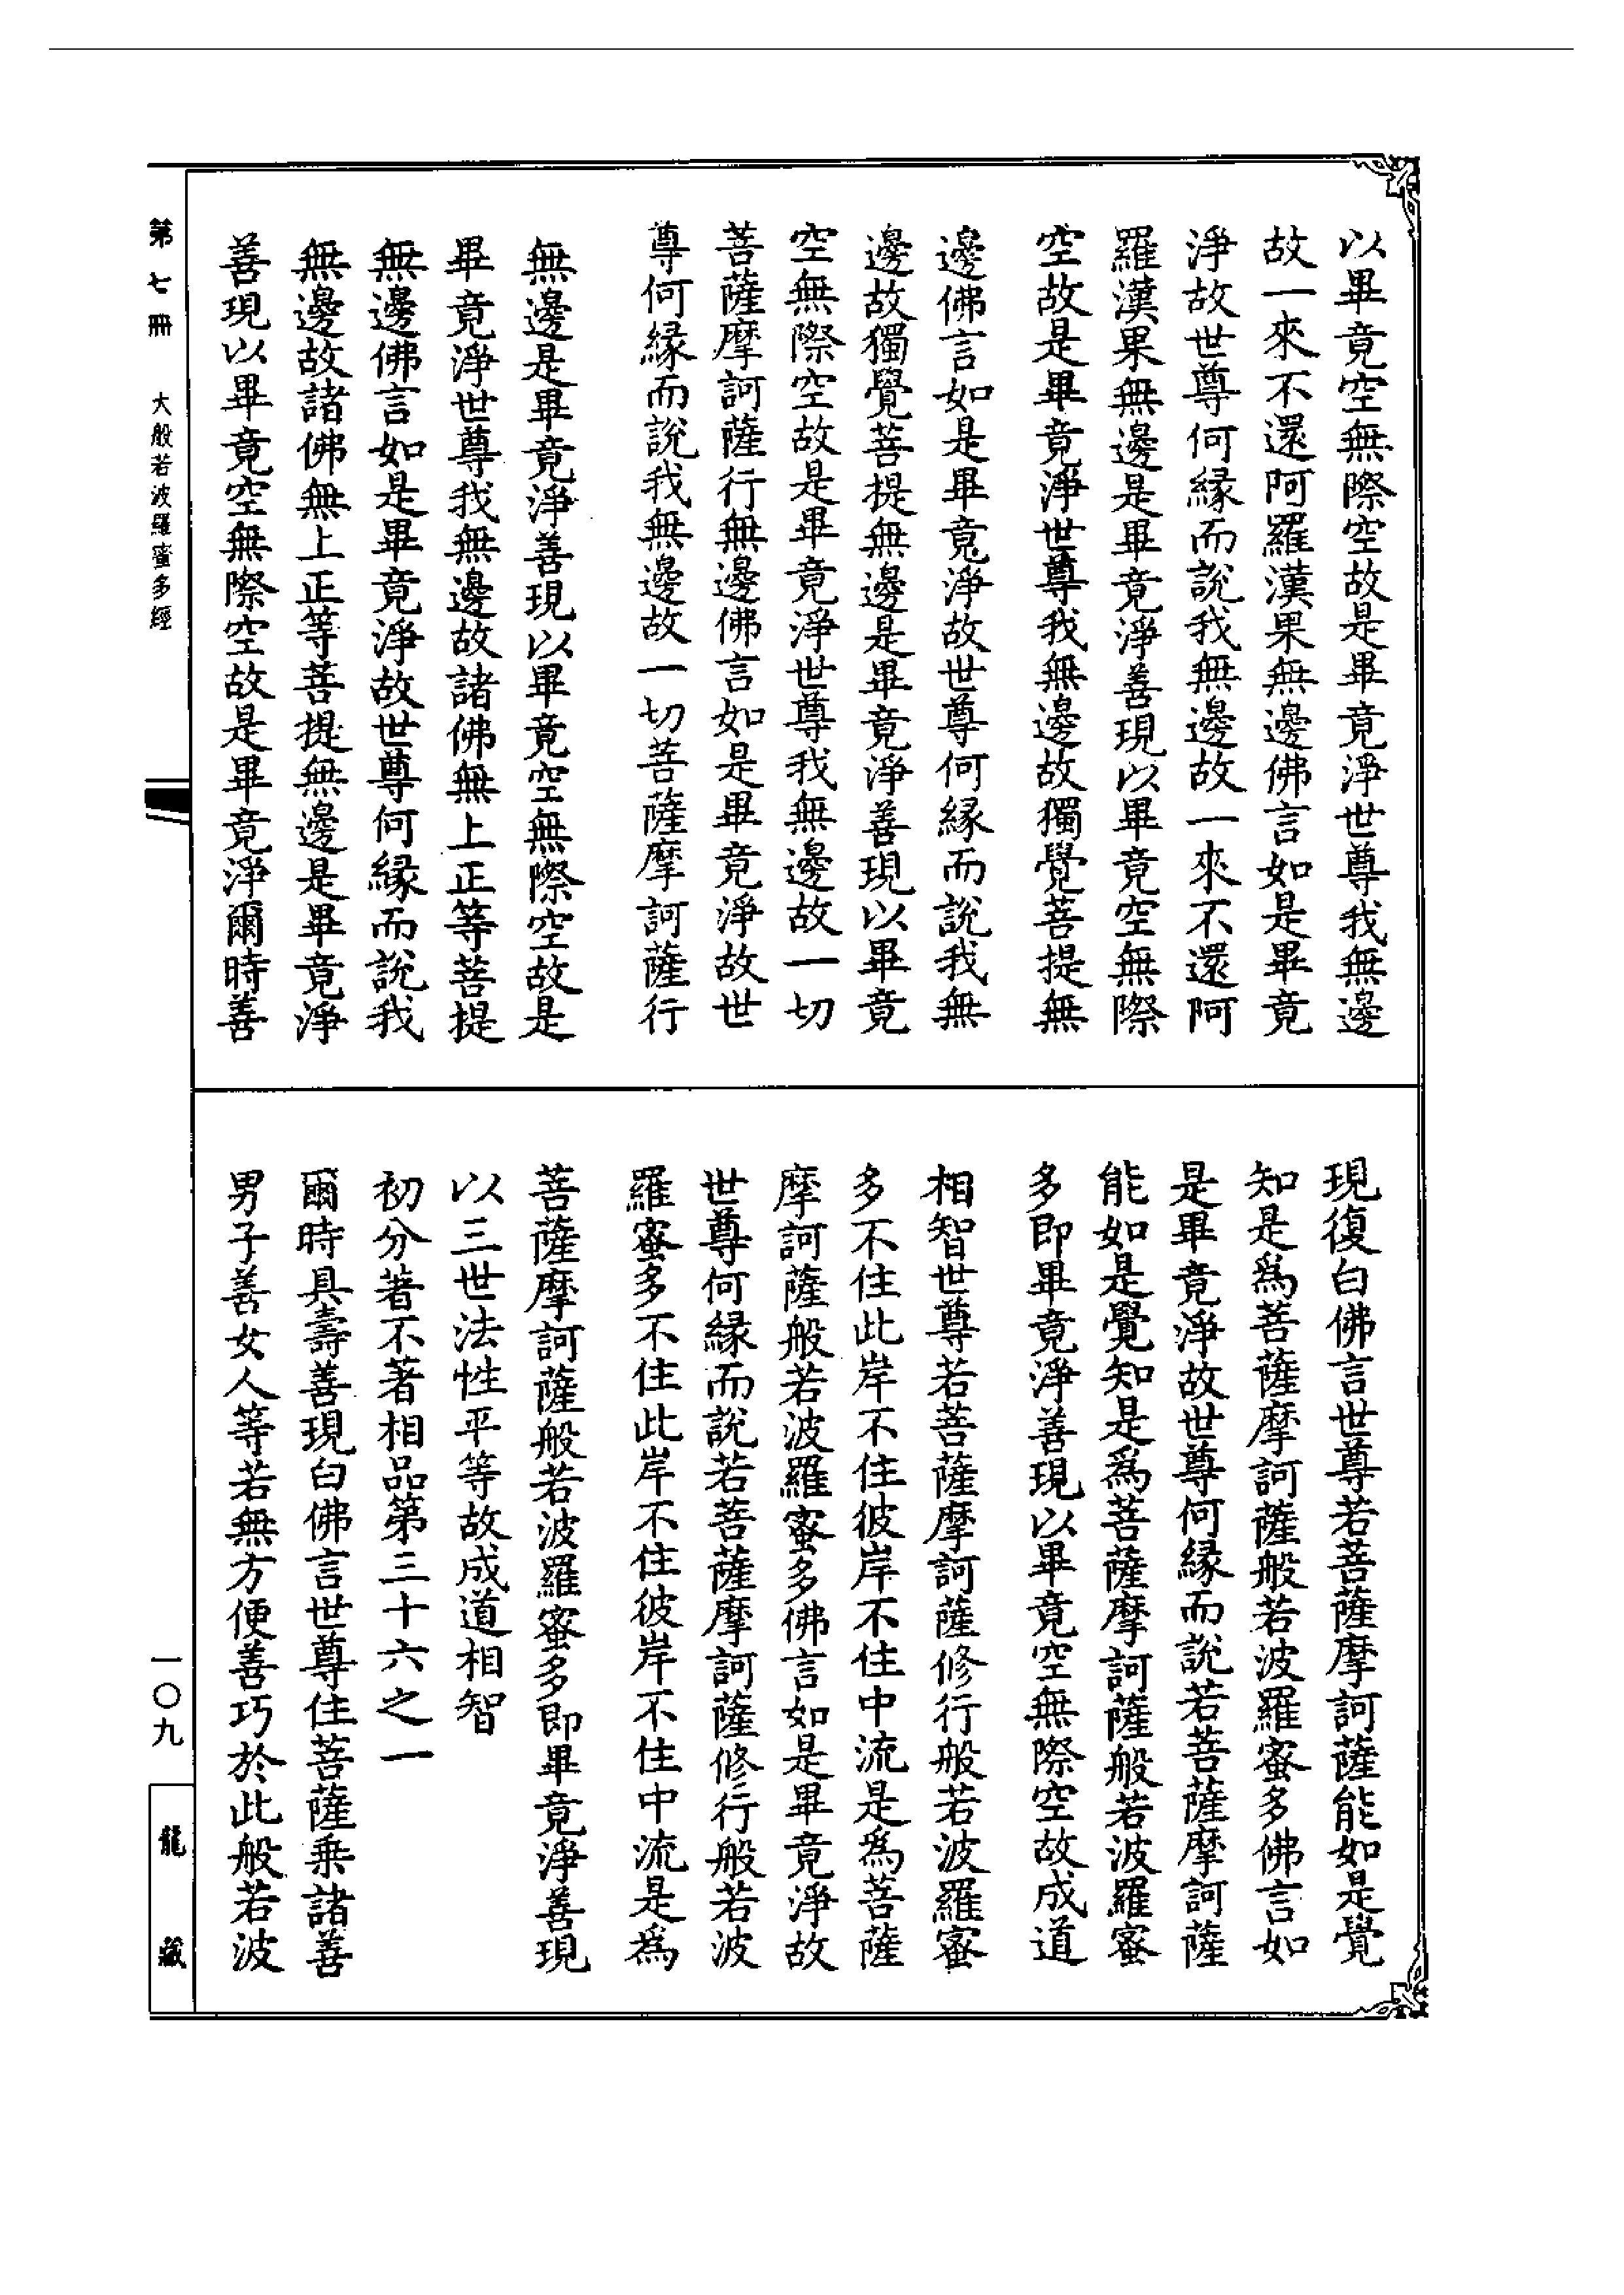 以畢竟空無際空故是畢竟淨世尊我無邊
故一來不還阿羅漢果無邊佛言如是畢竟
淨故世尊何緣而說我無邊故一來不還阿
羅漢果無邊是畢竟淨善現以畢竟空無際
空故是畢竟淨世尊我無邊故獨覺菩提無
邊佛言如是畢竟淨故世尊何緣而說我無
邊故獨覺菩提無邊是畢竟淨善現以畢竟
空無際空故是畢竟淨世尊我無邊故一切
菩薩摩訶薩行無邊佛言如是畢竟淨故世
尊何緣而說我無邊故一切菩薩摩訶薩行
無邊是畢竟淨善現以畢竟空無際空故是
畢竟淨世尊我無邊故諸佛無上正等菩提
無邊佛言如是畢竟淨故世尊何緣而說我
無邊故諸佛無上正等菩提無邊是畢竟淨
善現以畢竟空無際空故是畢竟淨爾時善
現復白佛言世尊若菩薩摩訶薩能如是覺
知是爲菩薩摩訶薩般若波羅蜜多佛言如
是畢竟淨故世尊何緣而說若菩薩摩訶薩
能如是覺知是爲菩薩摩訶薩般若波羅蜜
多即畢竟淨善現以畢竟空無際空故成道
相智世尊若菩薩摩訶薩修行般若波羅蜜
多不住此岸不住彼岸不住中流是爲菩薩
摩訶薩般若波羅蜜多佛言如是畢竟淨故
世尊何緣而說若菩薩摩訶薩修行般若波
羅蜜多不住此岸不住彼岸不住中流是爲
菩薩摩訶薩般若波羅蜜多即畢竟淨善現
以三世法性平等故成道相智
初分著不著相品第三十六之一
爾時具壽善現白佛言世尊住菩薩乘諸善
男子善女人等若無方便善巧於此般若波
第七冊 大般若波羅蜜多經
一〇九
龍藏